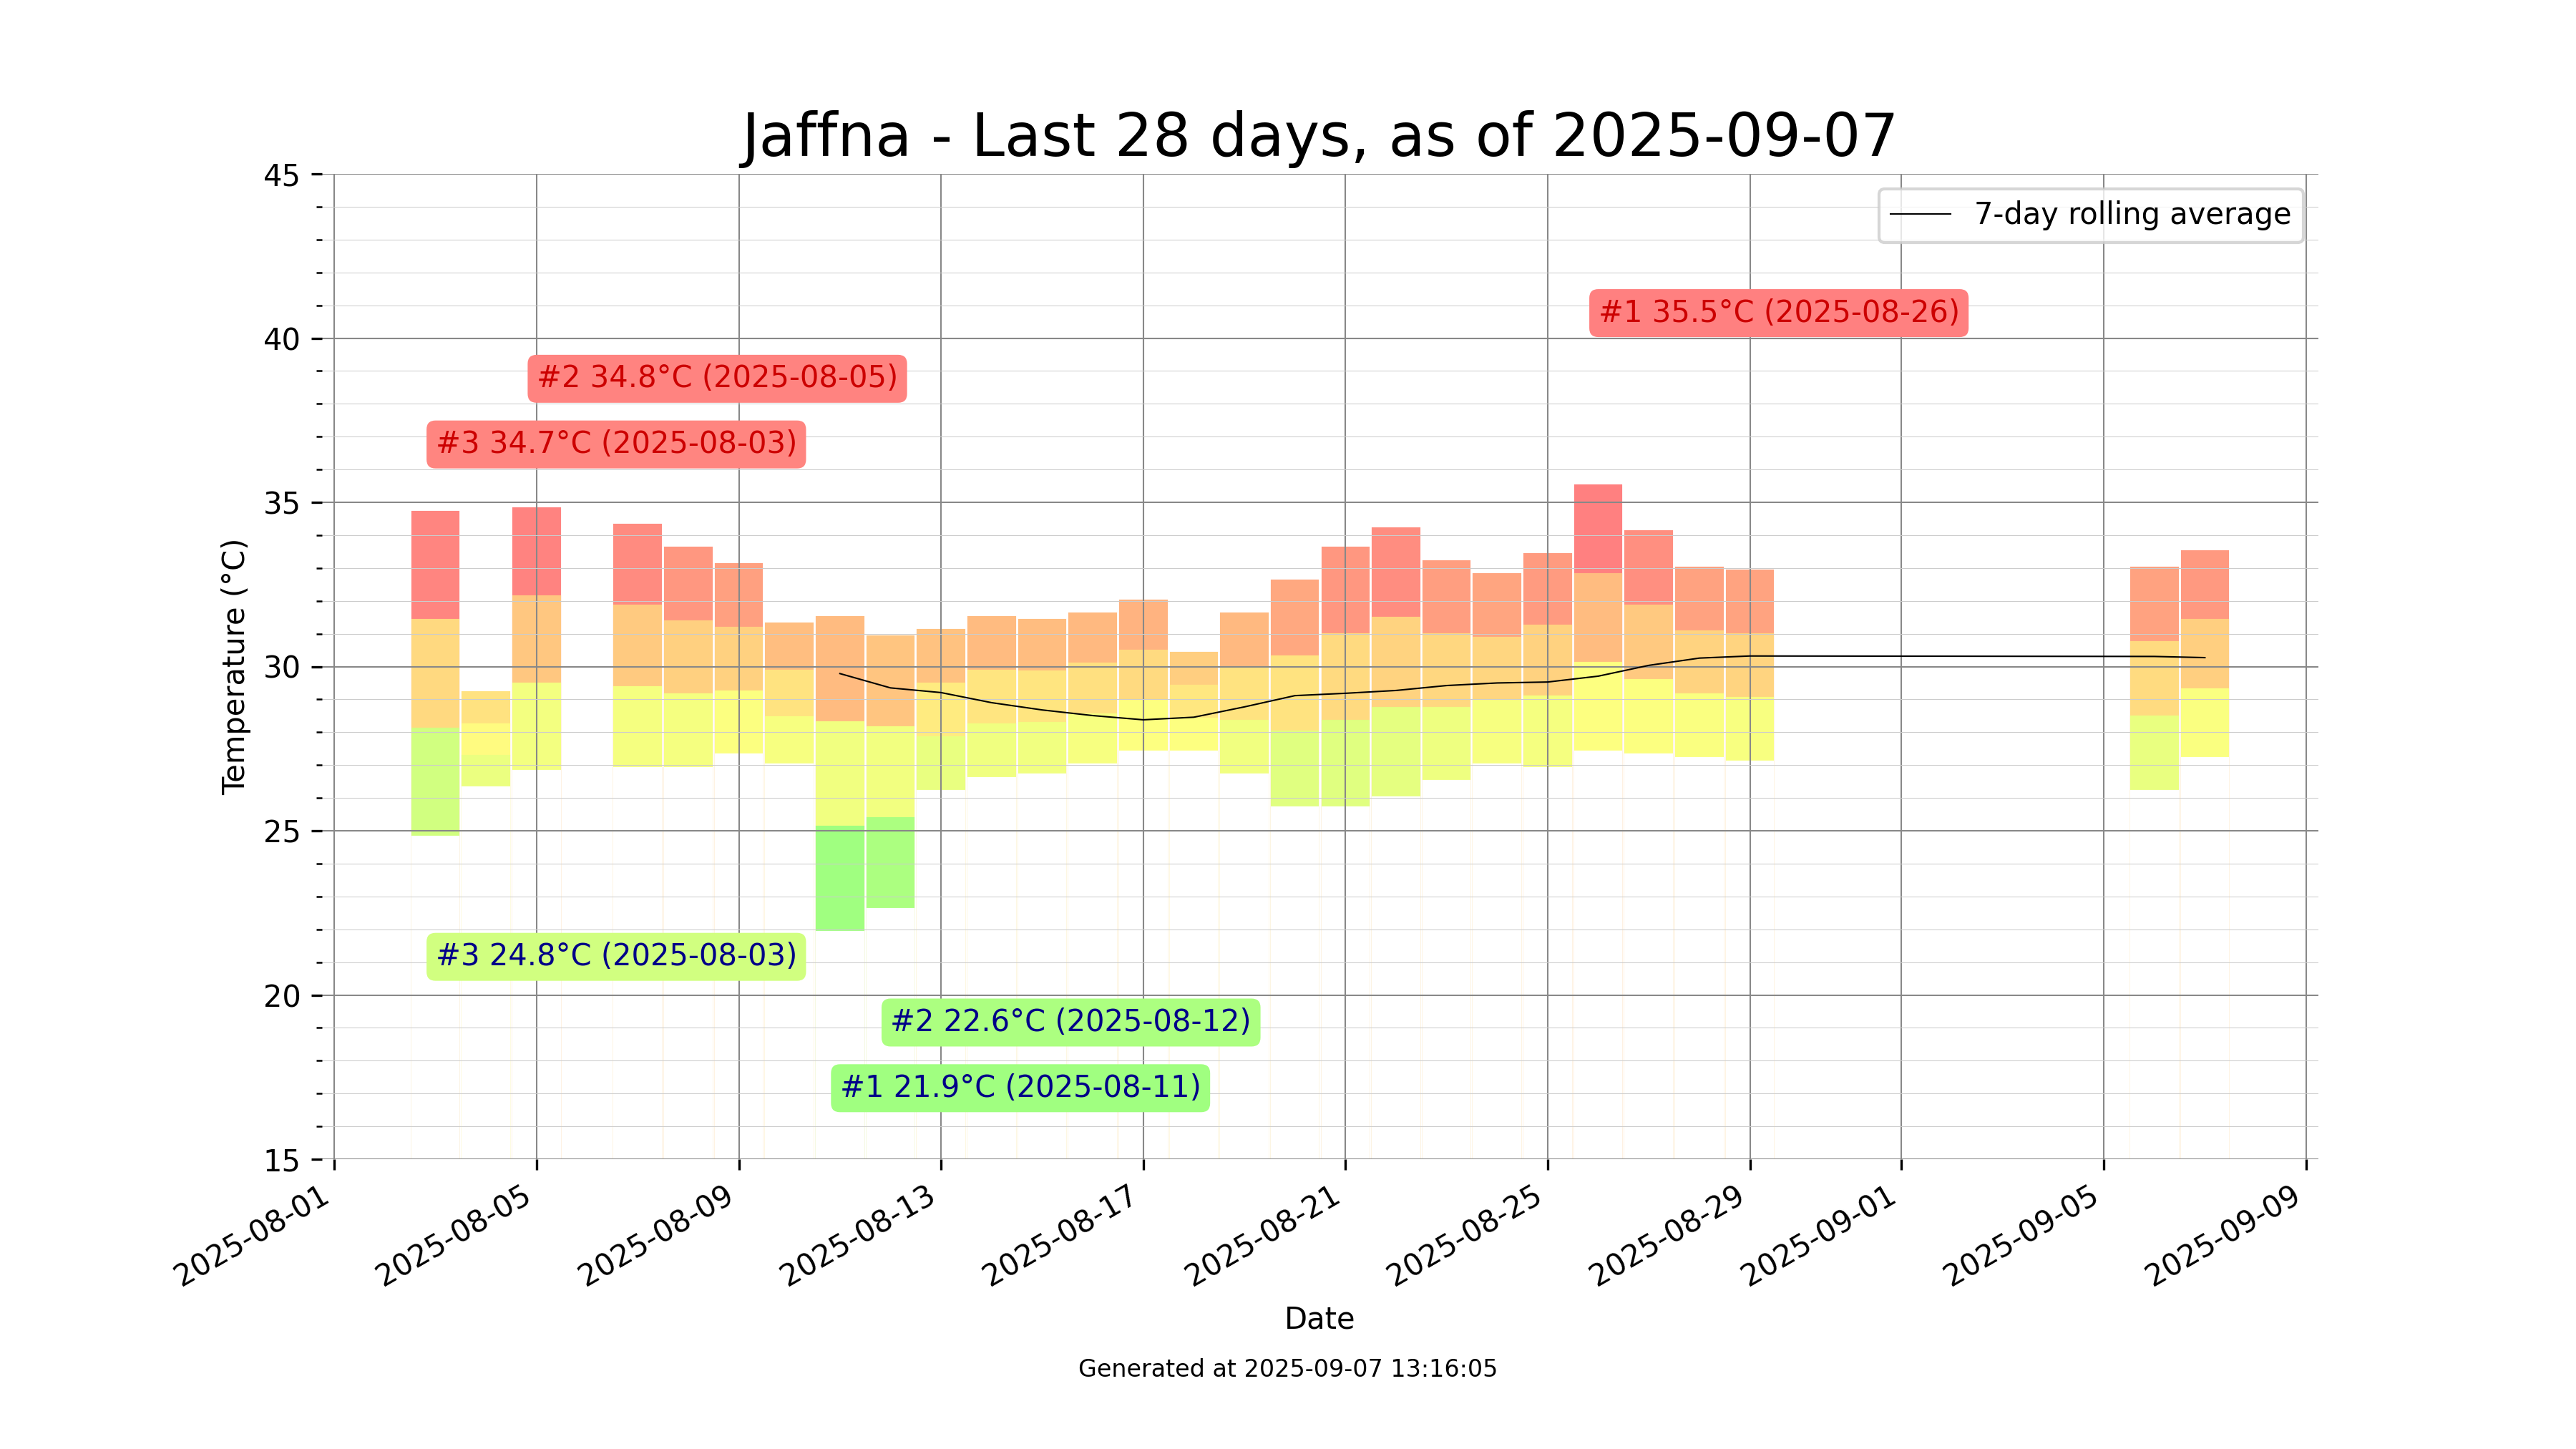 Jaffna - Last 28 days, as of 2025-09-07
45
7-day rolling average
#1 35.5°C (2025-08-26)
40
#2 34.8°C (2025-08-05)
#3 34.7°C (2025-08-03)
35
Temperature (°C)
30
25
#3 24.8°C (2025-08-03)
20
#2 22.6°C (2025-08-12)
#1 21.9°C (2025-08-11)
15
2025-08-01
2025-08-05
2025-08-09
2025-08-13
2025-08-17
2025-08-21
2025-08-25
2025-08-29
2025-09-01
2025-09-05
2025-09-09
Date
Generated at 2025-09-07 13:16:05